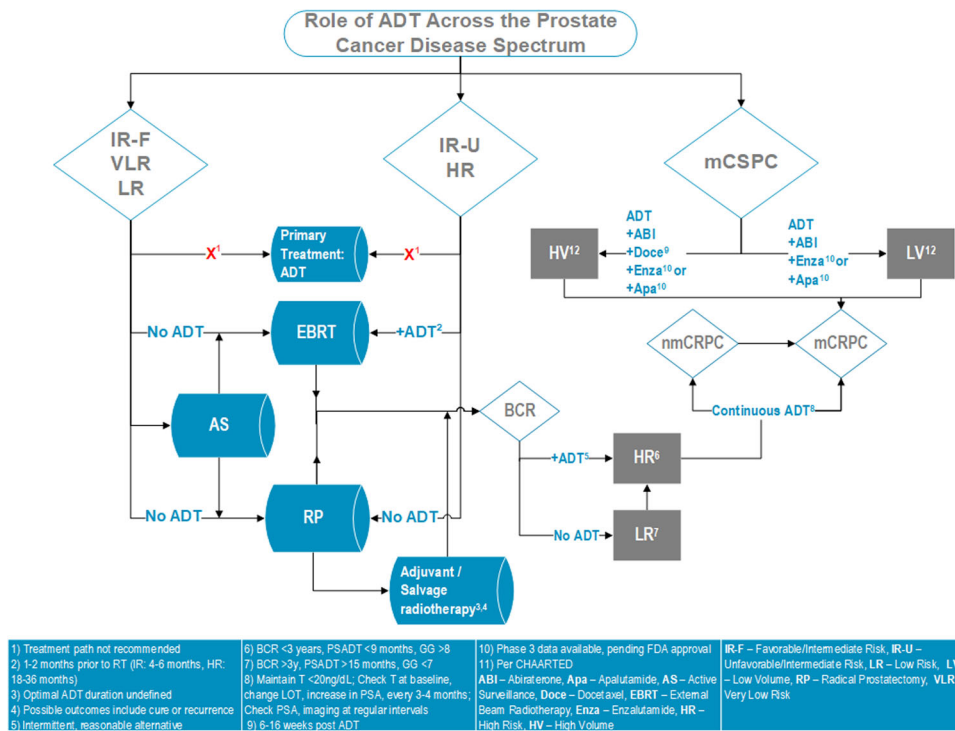 Role of ADT Across the Prostate
Cancer Disease Spectrum
IR-F
VLR
LR
IR-U
HR
mCSPC
X¹
Primary
Treatment:
ADT
X¹
ADT
+ABI
+Doce⁹
+Enza¹⁰ or
+Apa¹⁰
ADT
+ABI
+Enza¹⁰ or
+Apa¹⁰
HV¹²
LV¹²
No ADT
EBRT
+ADT²
nmCRPC
mCRPC
AS
BCR
Continuous ADT⁸
+ADT⁵
HR⁶
No ADT
RP
No ADT
No ADT
LR⁷
Adjuvant /
Salvage
radiotherapy³,⁴
1) Treatment path not recommended
2) 1-2 months prior to RT (IR: 4-6 months, HR:
18-36 months)
3) Optimal ADT duration undefined
4) Possible outcomes include cure or recurrence
5) Intermittent, reasonable alternative
6) BCR <3 years, PSADT <9 months, GG >8
7) BCR >3y, PSADT >15 months, GG <7
8) Maintain T <20ng/dL; Check T at baseline,
change LOT, increase in PSA, every 3-4 months;
Check PSA, imaging at regular intervals
9) 6-16 weeks post ADT
10) Phase 3 data available, pending FDA approval
11) Per CHAARTED
ABI – Abiraterone, Apa – Apalutamide, AS – Active
Surveillance, Doce – Docetaxel, EBRT – External
Beam Radiotherapy, Enza – Enzalutamide, HR –
High Risk, HV – High Volume
IR-F – Favorable/Intermediate Risk, IR-U –
Unfavorable/Intermediate Risk, LR – Low Risk, LV
– Low Volume, RP – Radical Prostatectomy, VLR
Very Low Risk